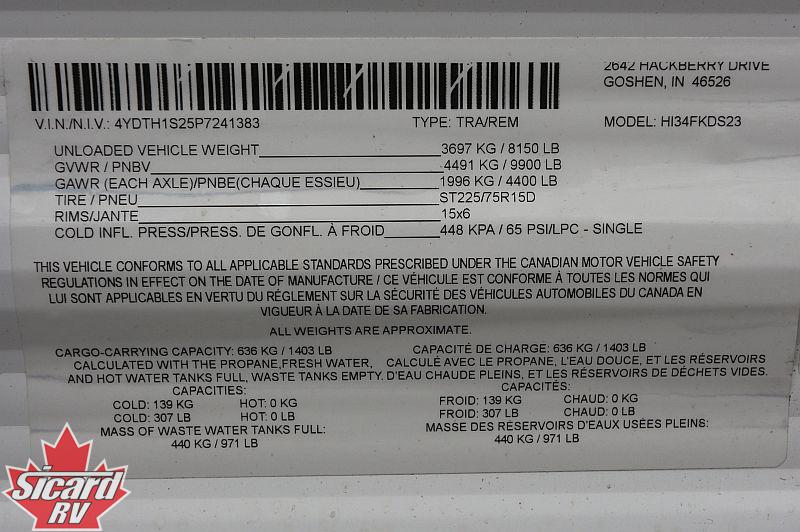 2642 HACKBERRY DRIVE
GOSHEN, IN 46526
V.I.N./N.I.V.: 4YDTH1S25P7241383 TYPE: TRA/REM MODEL: HI34FKDS23
UNLOADED VEHICLE WEIGHT 3697 KG / 8150 LB
GVWR / PNBV 4491 KG / 9900 LB
GAWR (EACH AXLE)/PNBE(CHAQUE ESSIEU) 1996 KG / 4400 LB
TIRE / PNEU ST225/75R15D
RIMS/JANTE 15x6
COLD INFL. PRESS/PRESS. DE GONFL. À FROID 448 KPA / 65 PSI/LPC - SINGLE
THIS VEHICLE CONFORMS TO ALL APPLICABLE STANDARDS PRESCRIBED UNDER THE CANADIAN MOTOR VEHICLE SAFETY
REGULATIONS IN EFFECT ON THE DATE OF MANUFACTURE / CE VÉHICULE EST CONFORME À TOUTES LES NORMES QUI
LUI SONT APPLICABLES EN VERTU DU RÉGLEMENT SUR LA SÉCURITÉ DES VÉHICULES AUTOMOBILES DU CANADA EN
VIGUEUR À LA DATE DE SA FABRICATION.
ALL WEIGHTS ARE APPROXIMATE.
CARGO-CARRYING CAPACITY: 636 KG / 1403 LB
CALCULATED WITH THE PROPANE,FRESH WATER,
AND HOT WATER TANKS FULL, WASTE TANKS EMPTY.
CAPACITIES:
COLD: 139 KG HOT: 0 KG
COLD: 307 LB HOT: 0 LB
MASS OF WASTE WATER TANKS FULL:
440 KG / 971 LB
CAPACITÉ DE CHARGE: 636 KG / 1403 LB
CALCULÉ AVEC LE PROPANE, L'EAU DOUCE, ET LES RÉSERVOIRS
D'EAU CHAUDE PLEINS, ET LES RÉSERVOIRS DE DÉCHETS VIDES.
CAPACITÉS:
FROID: 139 KG CHAUD: 0 KG
FROID: 307 LB CHAUD: 0 LB
MASSE DES RÉSERVOIRS D'EAUX USÉES PLEINS:
440 KG / 971 LB
Sicard
RV